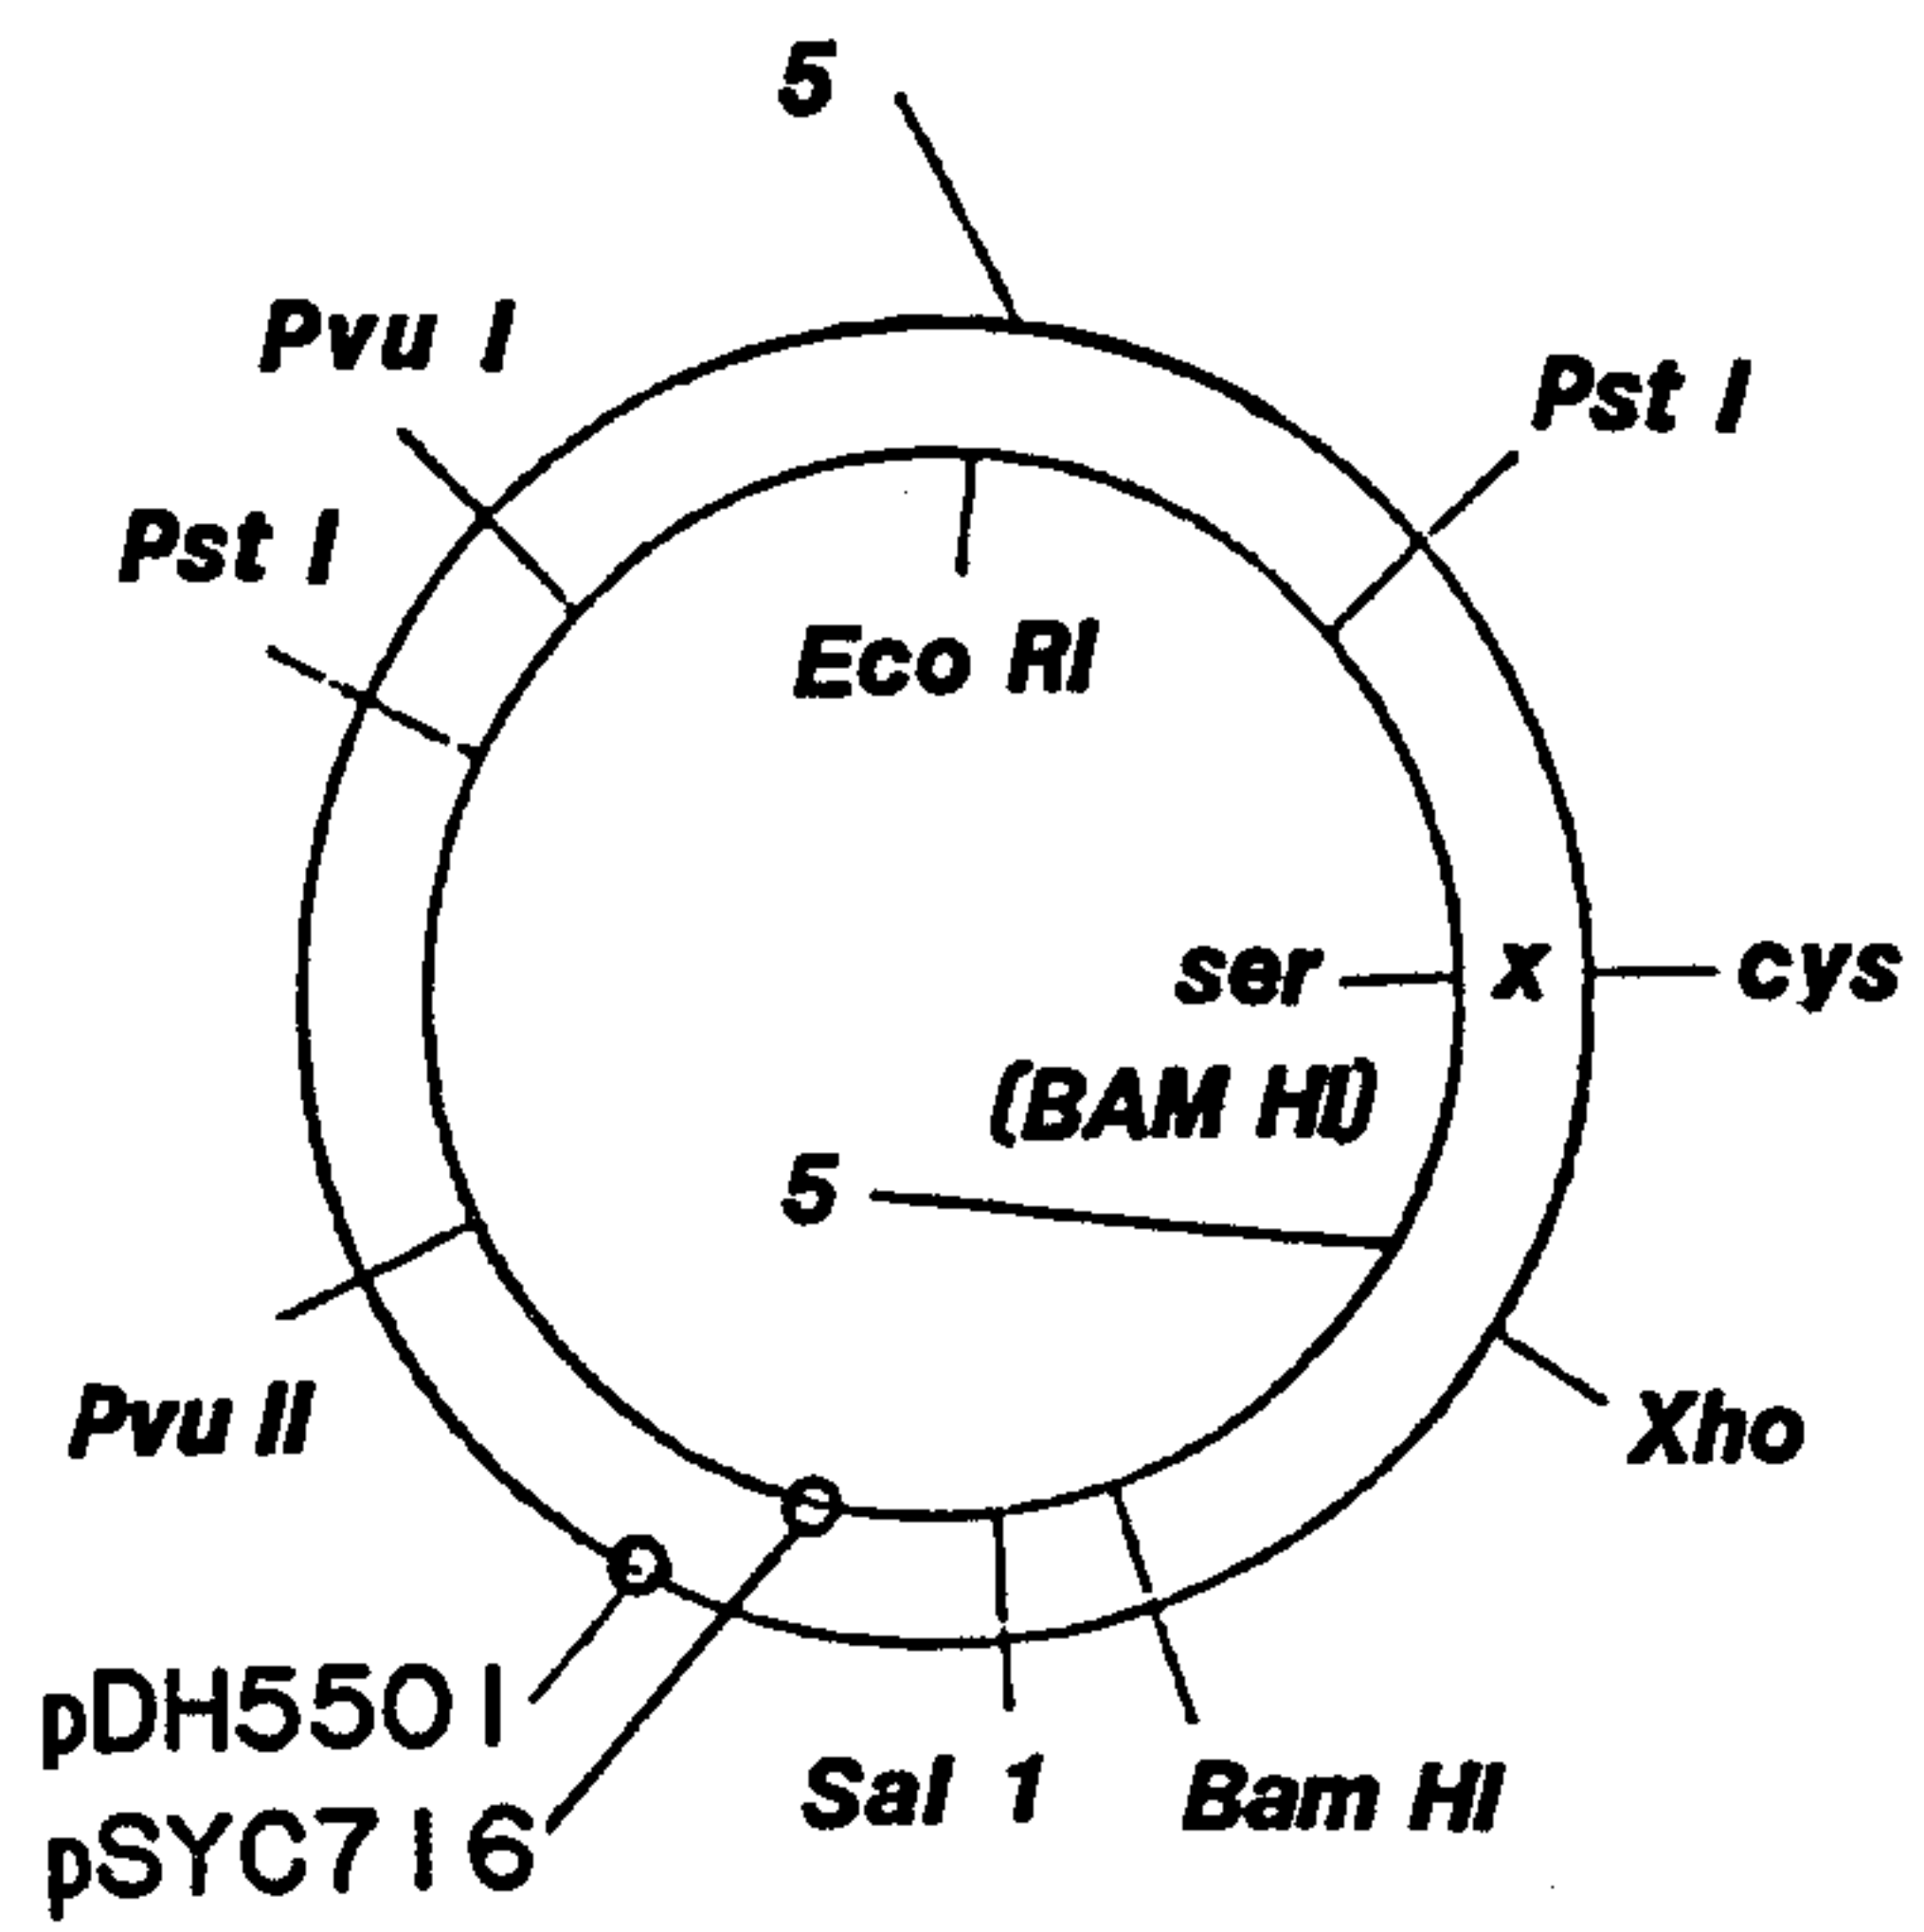 5
Pvu I
Pst I
Pst I
Eco RI
ser
x
cys
(BAM HI)
5
Xho
Pvu II
pDH5501
pSYC716
Sal 1
Bam HI